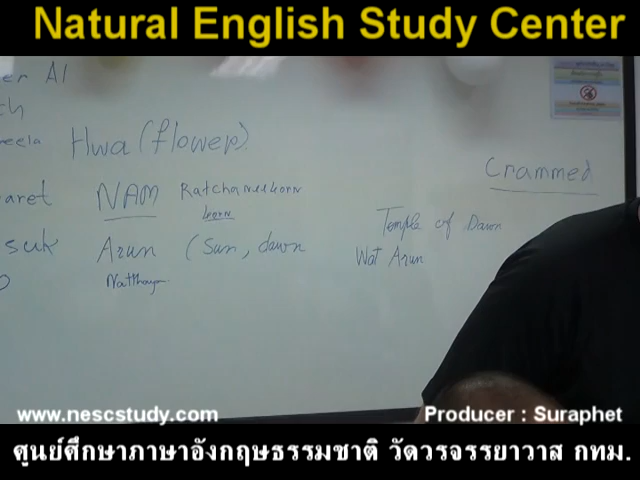 Natural English Study Center
er AI
ch
eela
Hwa (flower)
Crammed
aret NAM Ratchaneekorn
korn
Temple of Dawn
suk Arun (Sun, dawn
Wat Arun
www.nescstudy.com
Producer : Suraphet
ศูนย์ศึกษาภาษาอังกฤษธรรมชาติ วัดวรจรรยาวาส กทม.